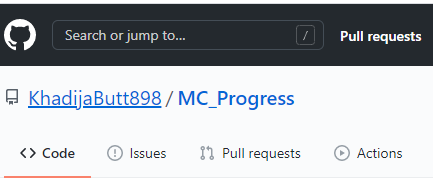 Search or jump to... / Pull requests
KhadijaButt898 / MC_Progress
<> Code Issues Pull requests Actions